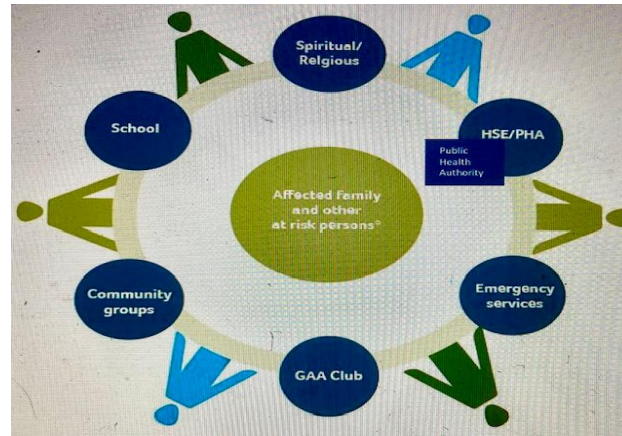 Spiritual/
Relgious
School
HSE/PHA
Public
Health
Authority
Affected family
and other
at risk persons°
Community
groups
Emergency
services
GAA Club